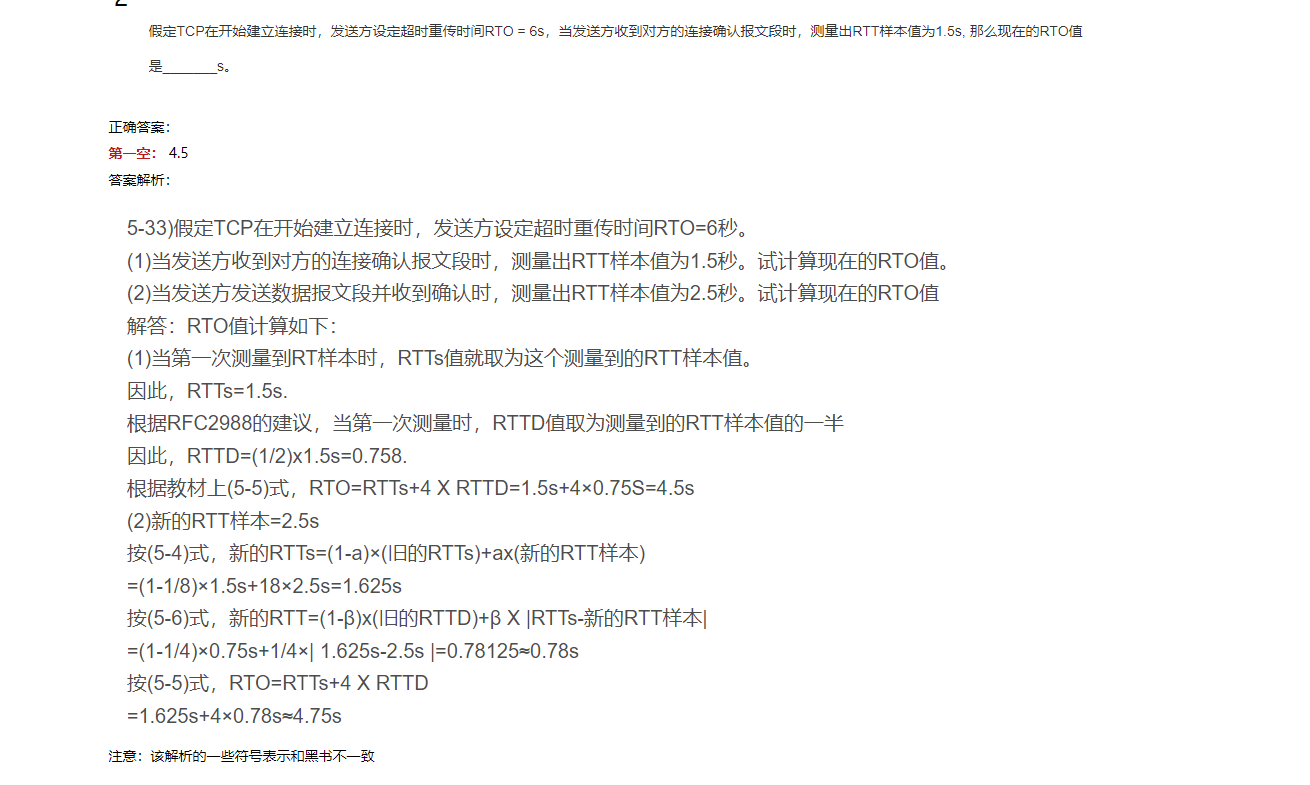 2
假定TCP在开始建立连接时，发送方设定超时重传时间RTO = 6s，当发送方收到对方的连接确认报文段时，测量出RTT样本值为1.5s, 那么现在的RTO值
是_______s。
正确答案：
第一空： 4.5
答案解析：
5-33)假定TCP在开始建立连接时，发送方设定超时重传时间RTO=6秒。
(1)当发送方收到对方的连接确认报文段时，测量出RTT样本值为1.5秒。试计算现在的RTO值。
(2)当发送方发送数据报文段并收到确认时，测量出RTT样本值为2.5秒。试计算现在的RTO值
解答：RTO值计算如下：
(1)当第一次测量到RT样本时，RTTs值就取为这个测量到的RTT样本值。
因此，RTTs=1.5s.
根据RFC2988的建议，当第一次测量时，RTTD值取为测量到的RTT样本值的一半
因此，RTTD=(1/2)x1.5s=0.758.
根据教材上(5-5)式，RTO=RTTs+4 X RTTD=1.5s+4×0.75S=4.5s
(2)新的RTT样本=2.5s
按(5-4)式，新的RTTs=(1-a)×(旧的RTTs)+ax(新的RTT样本)
=(1-1/8)×1.5s+18×2.5s=1.625s
按(5-6)式，新的RTT=(1-β)x(旧的RTTD)+β X |RTTs-新的RTT样本|
=(1-1/4)×0.75s+1/4×| 1.625s-2.5s |=0.78125≈0.78s
按(5-5)式，RTO=RTTs+4 X RTTD
=1.625s+4×0.78s≈4.75s
注意：该解析的一些符号表示和黑书不一致